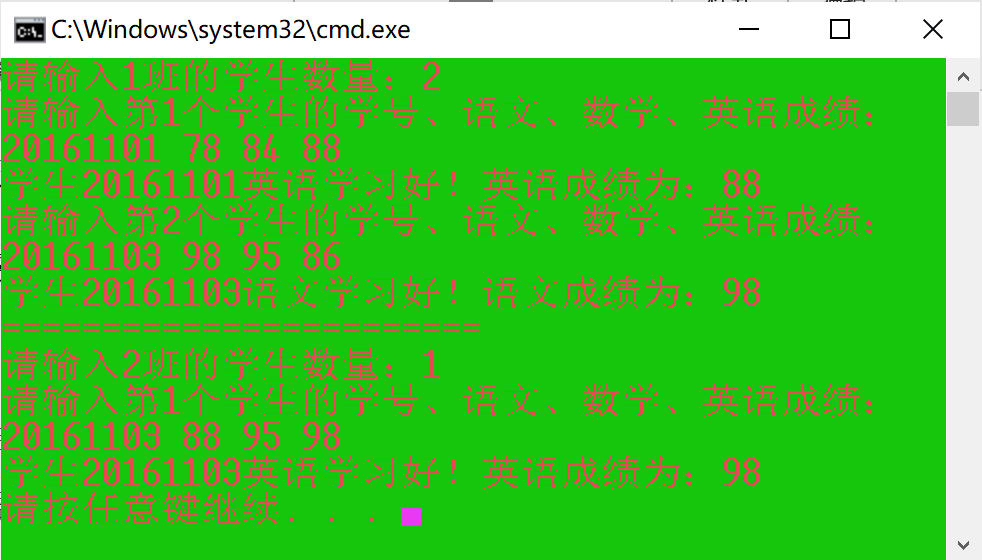 C:\Windows\system32\cmd.exe
请输入1班的学生数量：2
请输入第1个学生的学号、语文、数学、英语成绩：
20161101 78 84 88
学生20161101英语学习好！英语成绩为：88
请输入第2个学生的学号、语文、数学、英语成绩：
20161103 98 95 86
学生20161103语文学习好！语文成绩为：98
========================
请输入2班的学生数量：1
请输入第1个学生的学号、语文、数学、英语成绩：
20161103 88 95 98
学生20161103英语学习好！英语成绩为：98
请按任意键继续. . .